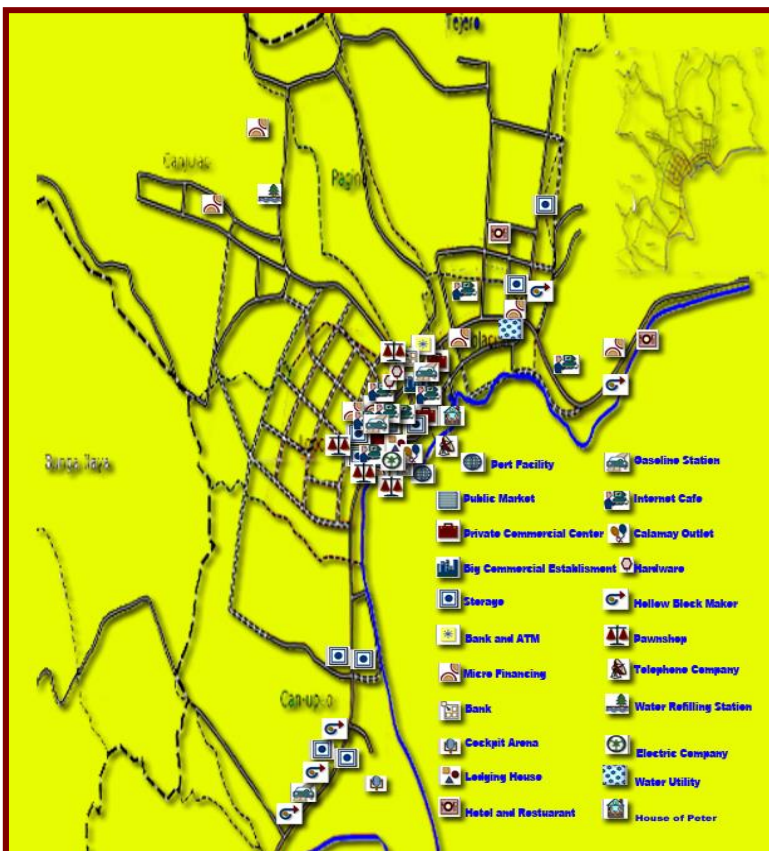 Tejero
Canjulao
Pagin
Bunga Ilaya
Can-upao
Port Facility
Gasoline Station
Public Market
Internet Cafe
Private Commercial Center
Calamay Outlet
Big Commercial Establisment
Hardware
Storage
Hollow Block Maker
Bank and ATM
Pawnshop
Micro Financing
Telephone Company
Bank
Water Refilling Station
Cockpit Arena
Electric Company
Lodging House
Water Utility
Hotel and Restuarant
House of Peter